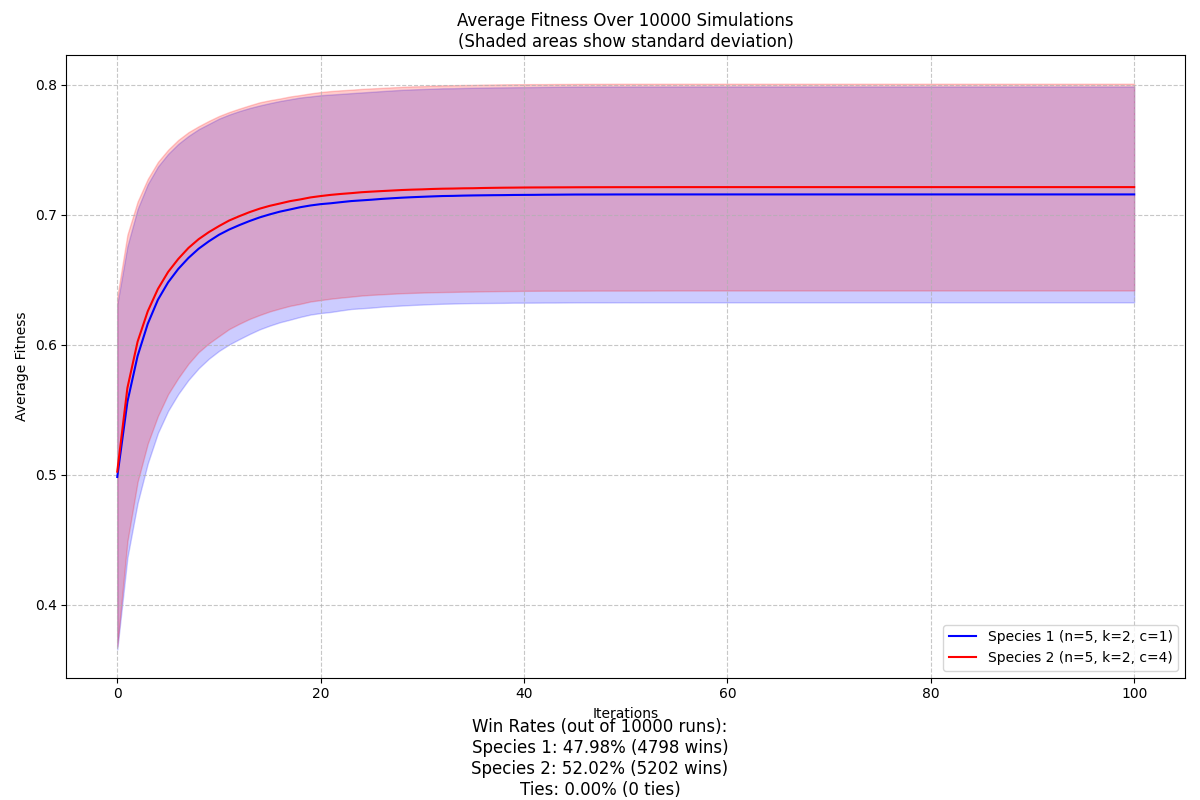 Average Fitness Over 10000 Simulations
(Shaded areas show standard deviation)
Average Fitness
0.8
0.7
0.6
0.5
0.4
Species 1 (n=5, k=2, c=1)
Species 2 (n=5, k=2, c=4)
0 20 40 60 80 100
Iterations
Win Rates (out of 10000 runs):
Species 1: 47.98% (4798 wins)
Species 2: 52.02% (5202 wins)
Ties: 0.00% (0 ties)